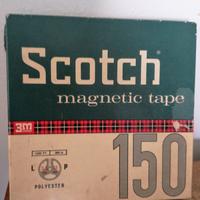 Scotch®
magnetic tape
3m
150
L P
POLYESTER